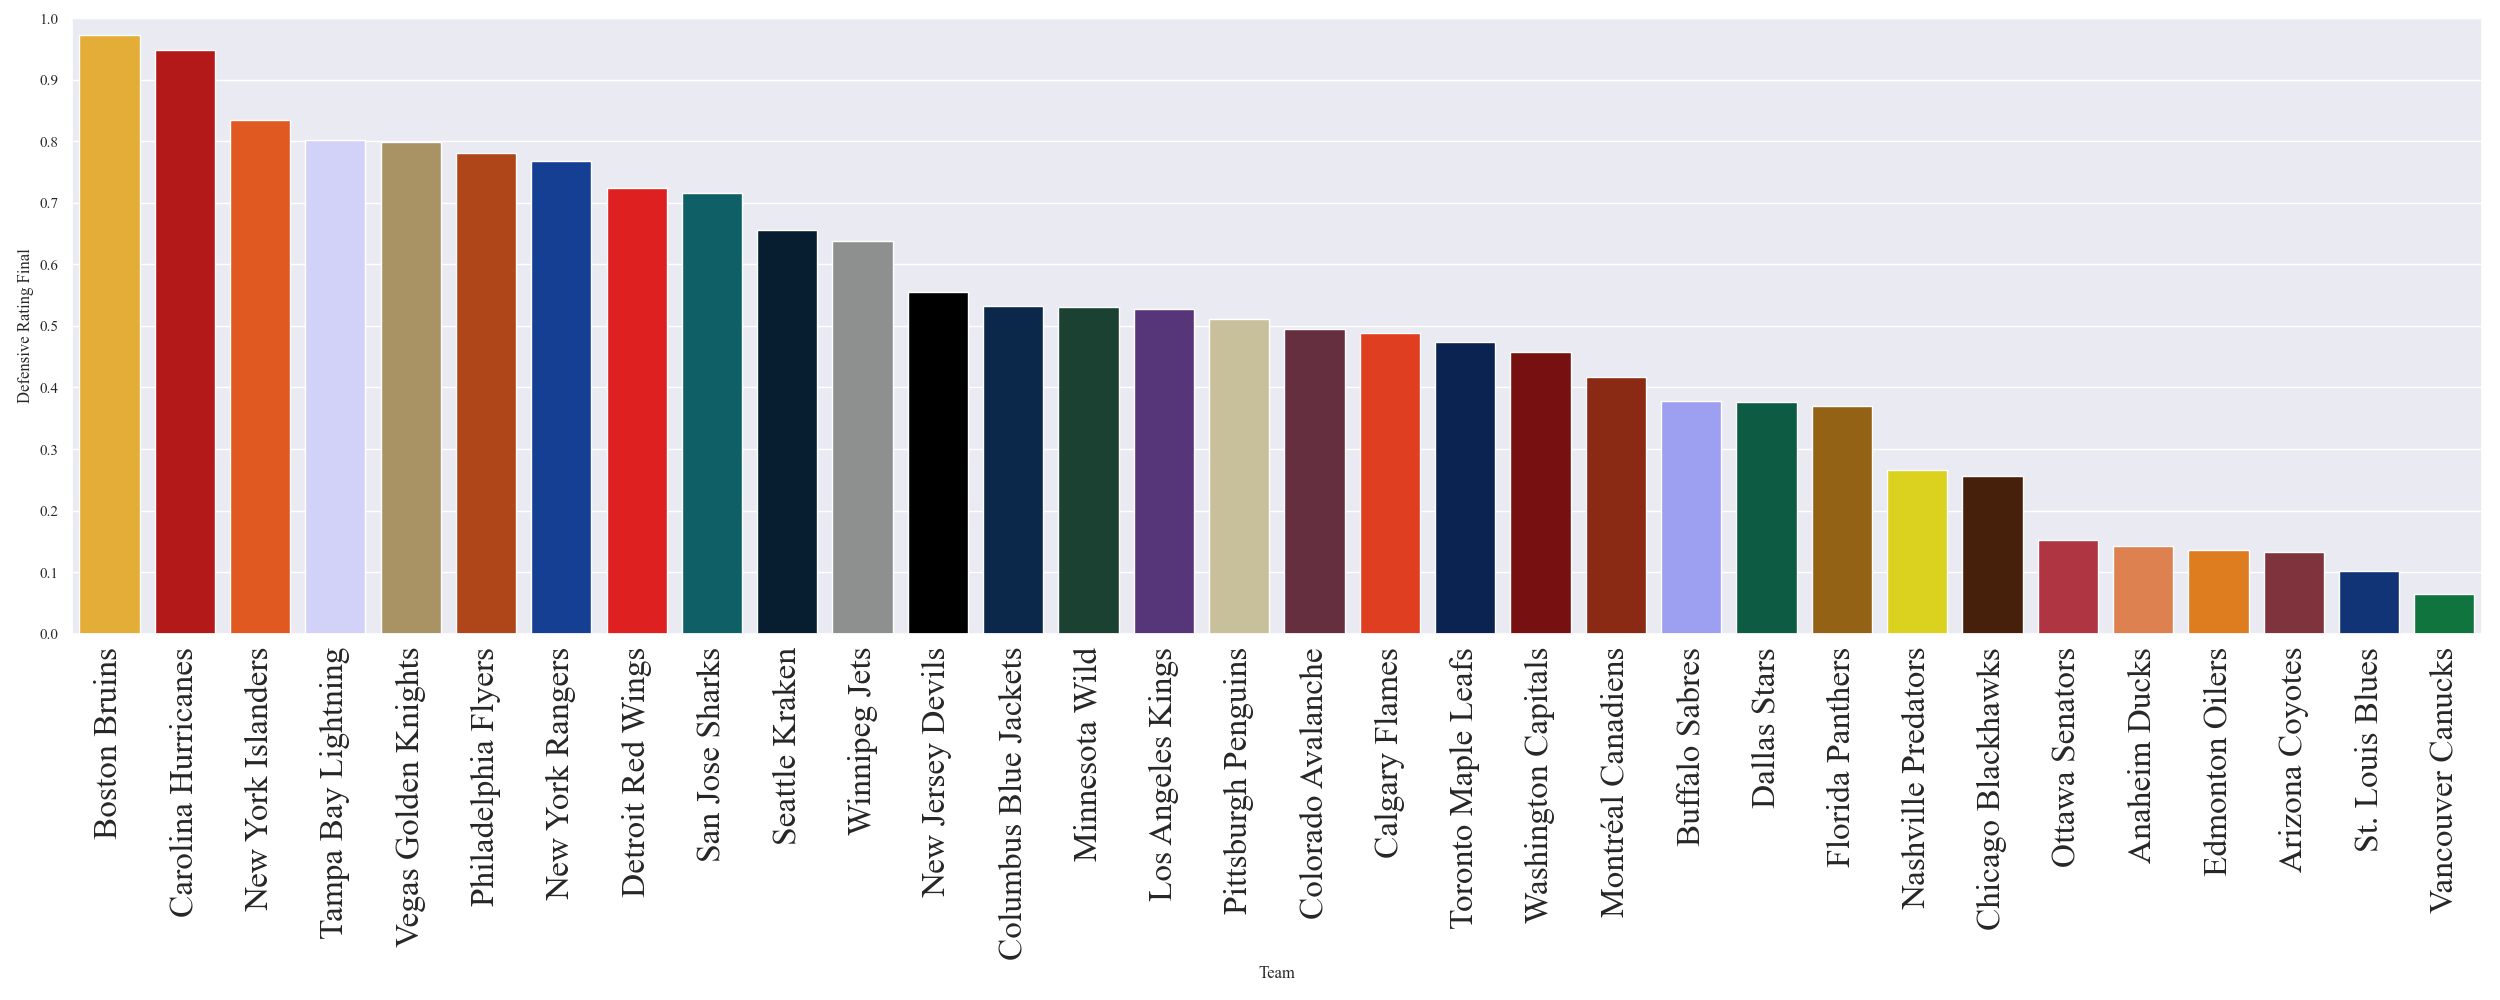 1.0
0.9
0.8
0.7
0.6
0.5
0.4
0.3
0.2
0.1
0.0
Defensive Rating Final
Boston Bruins
Carolina Hurricanes
New York Islanders
Tampa Bay Lightning
Vegas Golden Knights
Philadelphia Flyers
New York Rangers
Detroit Red Wings
San Jose Sharks
Seattle Kraken
Winnipeg Jets
New Jersey Devils
Columbus Blue Jackets
Minnesota Wild
Los Angeles Kings
Pittsburgh Penguins
Colorado Avalanche
Calgary Flames
Toronto Maple Leafs
Washington Capitals
Montréal Canadiens
Buffalo Sabres
Dallas Stars
Florida Panthers
Nashville Predators
Chicago Blackhawks
Ottawa Senators
Anaheim Ducks
Edmonton Oilers
Arizona Coyotes
St. Louis Blues
Vancouver Canucks
Team